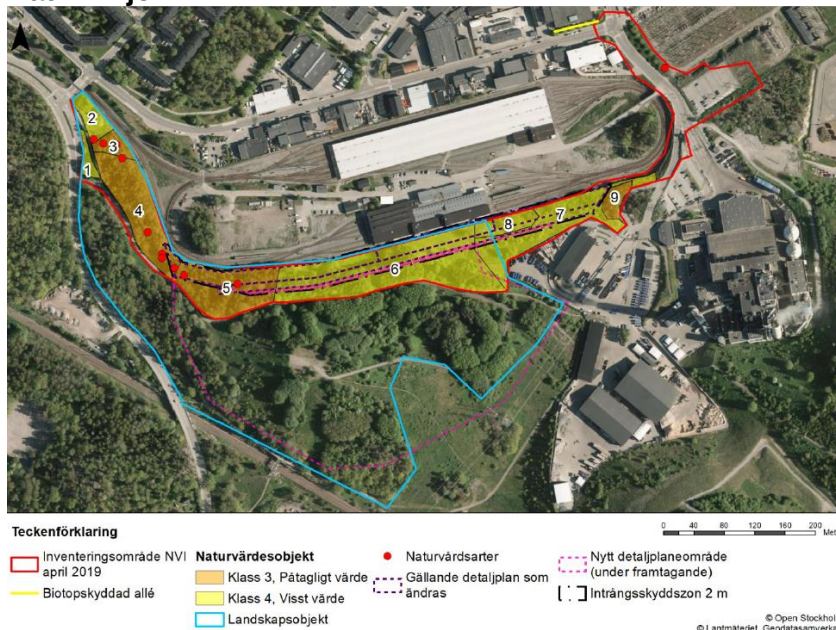 2
3
1
4
5
6
8
7
9
Teckenförklaring
0 40 80 120 160 200
Inventeringsområde NVI
april 2019
Biotopskyddad allé
Naturvärdesobjekt
Klass 3, Påtagligt värde
Klass 4, Visst värde
Landskapsobjekt
Naturvårdsarter
Gällande detaljplan som
ändras
Nytt detaljplaneområde
(under framtagande)
Intrångsskyddszon 2 m
© Open Stockhol
© Lantmäteriet, Geodatasamverka